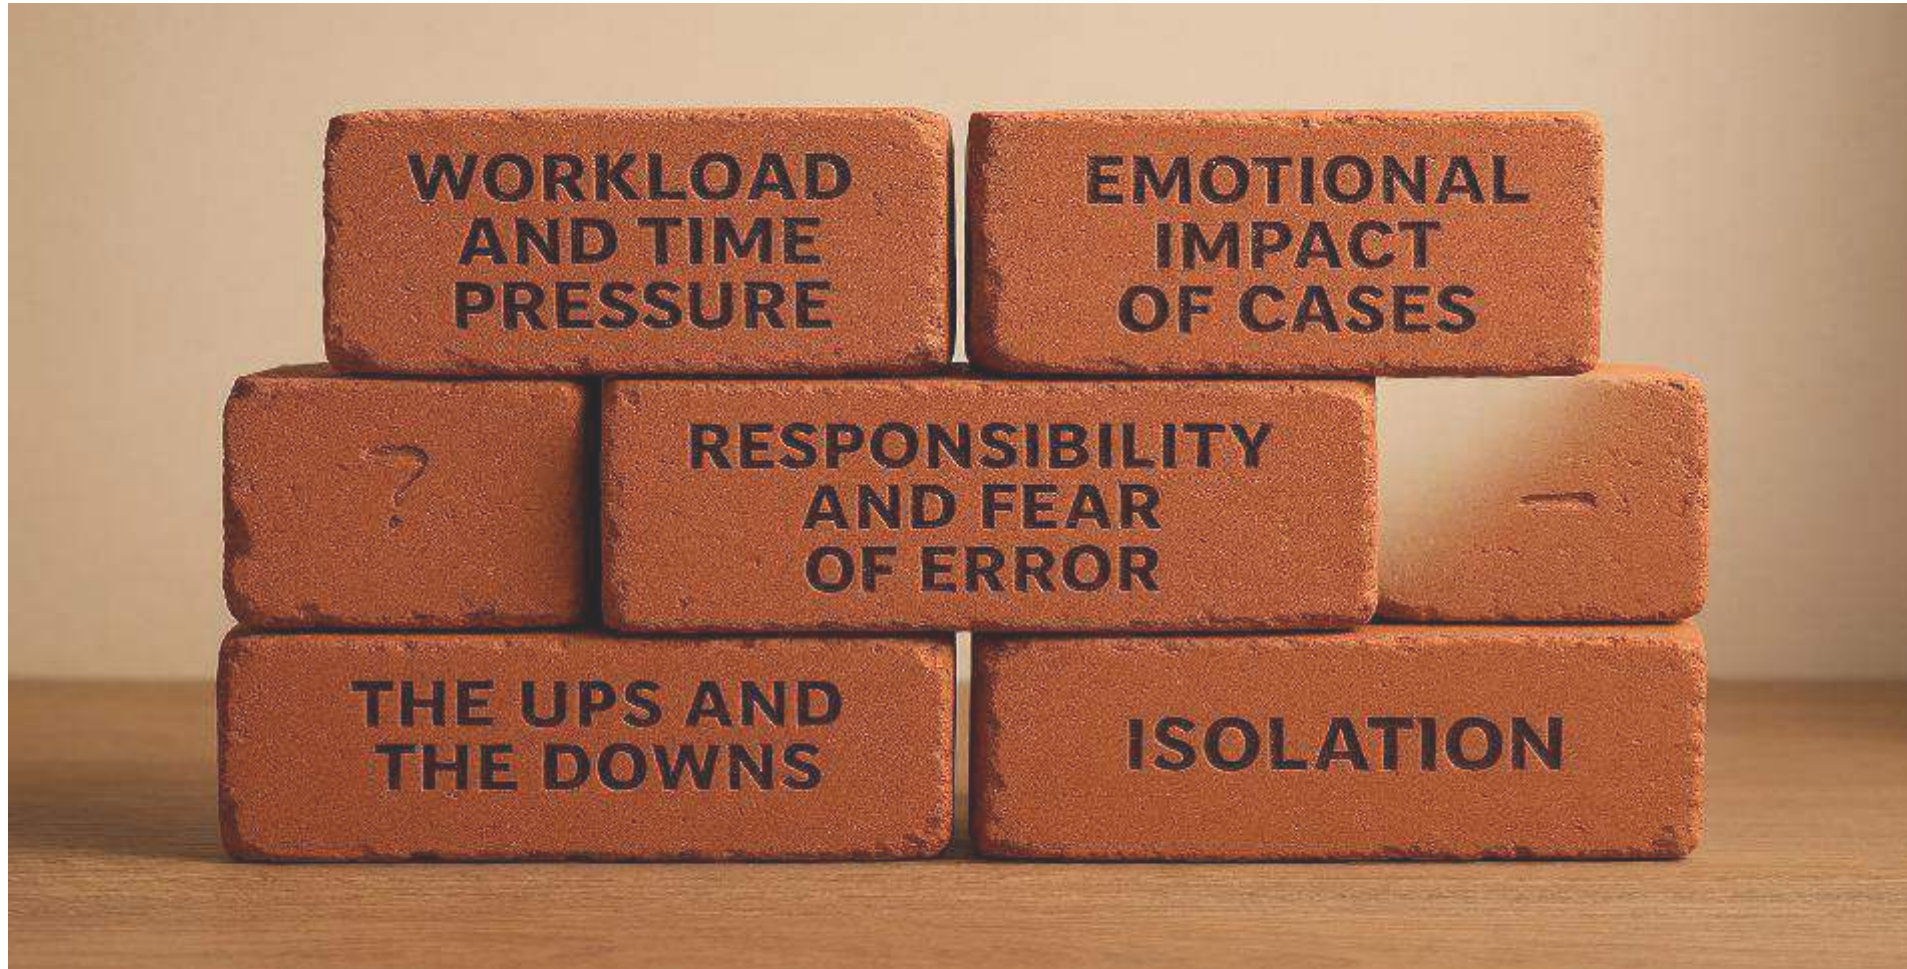 WORKLOAD
AND TIME
PRESSURE
EMOTIONAL
IMPACT
OF CASES
?
RESPONSIBILITY
AND FEAR
OF ERROR
THE UPS AND
THE DOWNS
ISOLATION